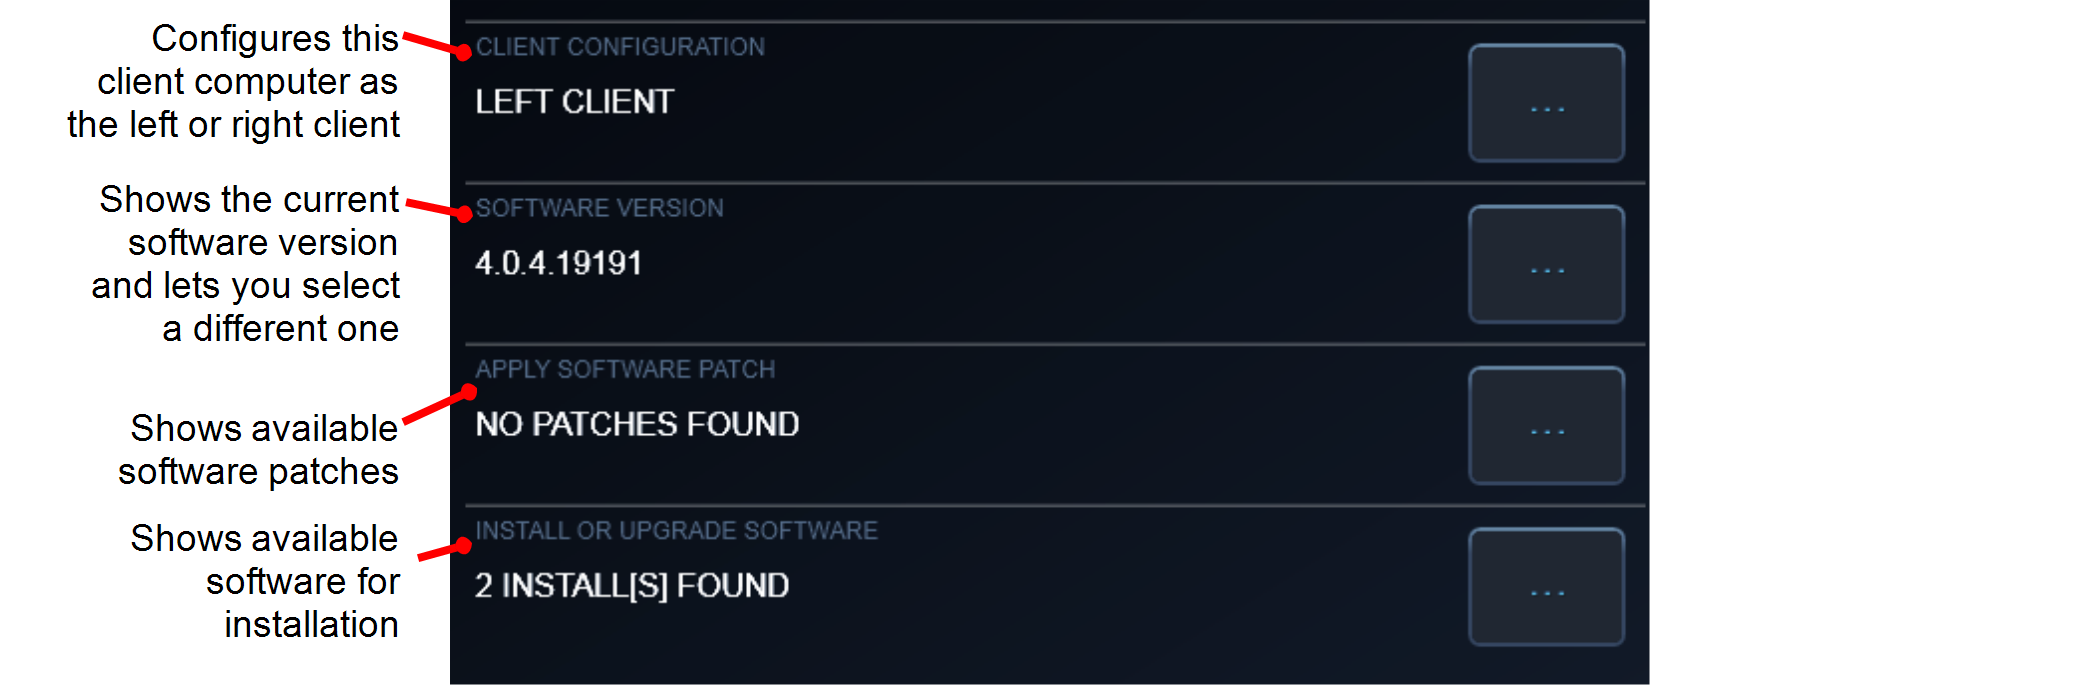 Configures this
client computer as
the left or right client
CLIENT CONFIGURATION
LEFT CLIENT
...
Shows the current
software version
and lets you select
a different one
SOFTWARE VERSION
4.0.4.19191
...
Shows available
software patches
APPLY SOFTWARE PATCH
NO PATCHES FOUND
...
Shows available
software for
installation
INSTALL OR UPGRADE SOFTWARE
2 INSTALL[S] FOUND
...